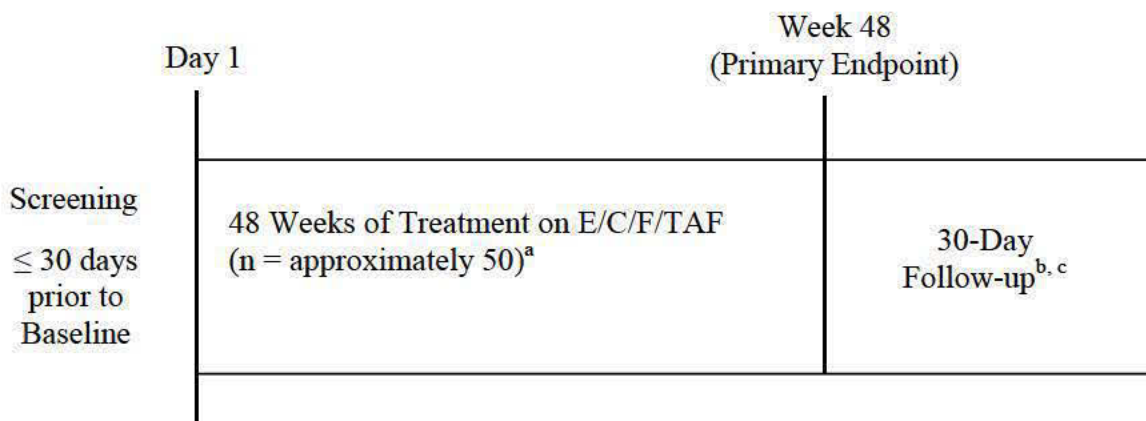 Day 1
Week 48
(Primary Endpoint)
Screening
≤ 30 days
prior to
Baseline
48 Weeks of Treatment on E/C/F/TAF
(n = approximately 50)ᵃ
30-Day
Follow-upᵇ, ᶜ